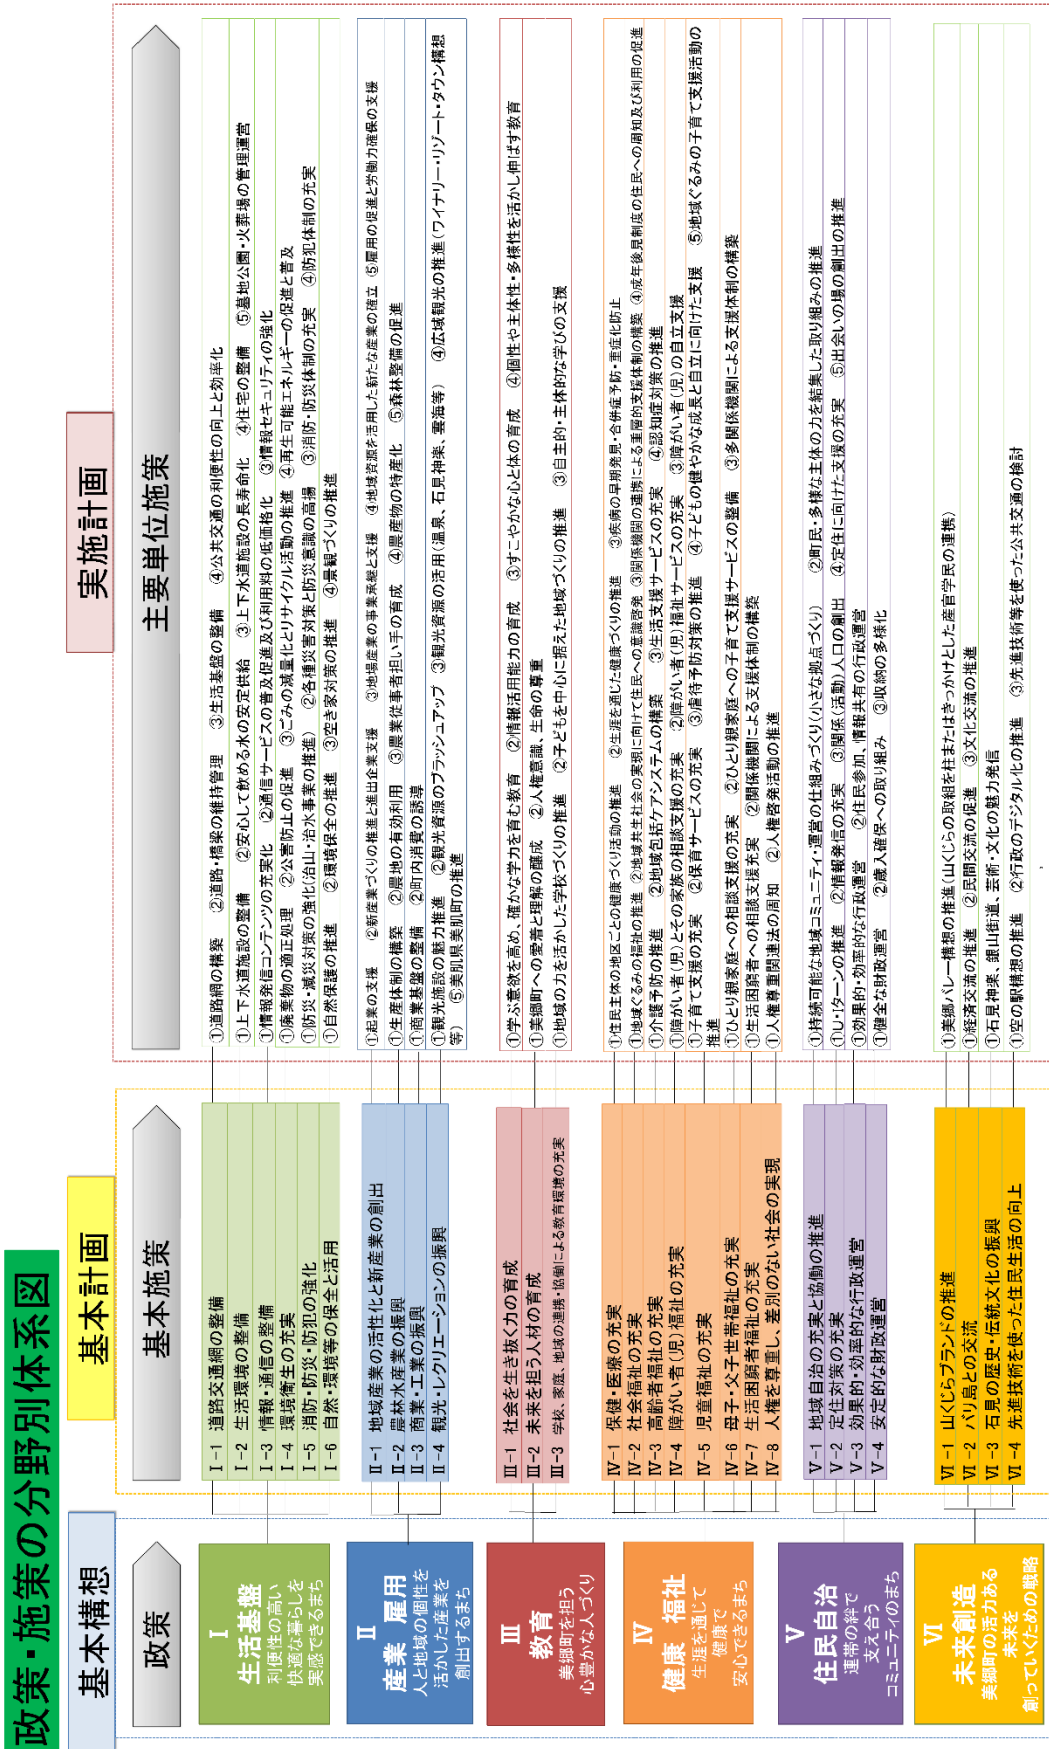 政策・施策の分野別体系図
基本構想
基本計画
実施計画
政策
基本施策
主要単位施策
Ⅰ
生活基盤
利便性の高い
快適な暮らしを
実感できるまち
Ⅰ-1 道路交通網の整備
①道路網の構築 ②道路・橋梁の維持管理 ③生活基盤の整備 ④公共交通の利便性の向上と効率化
Ⅰ-2 生活環境の整備
①上下水道施設の整備 ②安心して飲める水の安定供給 ③上下水道施設の長寿命化 ④住宅の整備 ⑤墓地公園・火葬場の管理運営
Ⅰ-3 情報・通信の整備
①情報発信コンテンツの充実化 ②通信サービスの普及促進及び利用料の低価格化 ③情報セキュリティの強化
Ⅰ-4 環境衛生の充実
①廃棄物の適正処理 ②公害防止の促進 ③ごみの減量化とリサイクル活動の推進 ④再生可能エネルギーの促進と普及
Ⅰ-5 消防・防災・防犯の強化
①防災・減災対策の強化(治山・治水事業の推進) ②各種災害対策と防災意識の高揚 ③消防・防災体制の充実 ④防犯体制の充実
Ⅰ-6 自然・環境等の保全と活用
①自然保護の推進 ②環境保全の推進 ③空き家対策の推進 ④景観づくりの推進
Ⅱ
産業 雇用
人と地域の個性を
活かした産業を
創出するまち
Ⅱ-1 地域産業の活性化と新産業の創出
①起業の支援 ②新産業づくりの推進と進出企業支援 ③地場産業の事業承継と支援 ④地域資源を活用した新たな産業の確立 ⑤雇用の促進と労働力確保の支援
Ⅱ-2 農林水産業の振興
①生産体制の構築 ②農地の有効利用 ③農業従事者担い手の育成 ④農産物の特産化 ⑤森林整備の促進
Ⅱ-3 商業・工業の振興
①商業基盤の整備 ②町内消費の誘導
Ⅱ-4 観光・レクリエーションの振興
①観光施設の魅力推進 ②観光資源のブラッシュアップ ③観光資源の活用(温泉、石見神楽、雲海等) ④広域観光の推進(ワイナリー・リゾート・タウン構想
等) ⑤美肌県美肌町の推進
Ⅲ
教育
美郷町を担う
心豊かな人づくり
Ⅲ-1 社会を生き抜く力の育成
①学ぶ意欲を高め、確かな学力を育む教育 ②情報活用能力の育成 ③すこやかな心と体の育成 ④個性や主体性・多様性を活かし伸ばす教育
Ⅲ-2 未来を担う人材の育成
①美郷町への愛着と理解の醸成 ②人権意識、生命の尊重
Ⅲ-3 学校、家庭、地域の連携・協働による教育環境の充実
①地域の力を活かした学校づくりの推進 ②子どもを中心に据えた地域づくりの推進 ③自主的・主体的な学びの支援
Ⅳ
健康 福祉
生涯を通じて
健康で
安心できるまち
Ⅳ-1 保健・医療の充実
①住民主体の地区ごとの健康づくり活動の推進 ②生涯を通じた健康づくりの推進 ③疾病の早期発見・合併症予防・重症化防止
Ⅳ-2 社会福祉の充実
①地域ぐるみの福祉の推進 ②地域共生社会の実現に向けて住民への意識啓発 ③関係機関の連携による重層的支援体制の構築 ④成年後見制度の住民への周知及び利用の促進
Ⅳ-3 高齢者福祉の充実
①介護予防の推進 ②地域包括ケアシステムの構築 ③生活支援サービスの充実 ④認知症対策の推進
Ⅳ-4 障がい者(児)福祉の充実
①障がい者(児)とその家族の相談支援の充実 ②障がい者(児)福祉サービスの充実 ③障がい者(児)の自立支援
Ⅳ-5 児童福祉の充実
①子育て支援の充実 ②保育サービスの充実 ③虐待予防対策の推進 ④子どもの健やかな成長と自立に向けた支援 ⑤地域ぐるみの子育て支援活動の
推進
Ⅳ-6 母子・父子世帯福祉の充実
①ひとり親家庭への相談支援の充実 ②ひとり親家庭への子育て支援サービスの整備 ③多関係機関による支援体制の構築
Ⅳ-7 生活困窮者福祉の充実
①生活困窮者への相談支援充実 ②関係機関による支援体制の構築
Ⅳ-8 人権を尊重し、差別のない社会の実現
①人権尊重関連法の周知 ②人権啓発活動の推進
Ⅴ
住民自治
連帯の絆で
支え合う
コミュニティのまち
Ⅴ-1 地域自治の充実と協働の推進
①持続可能な地域コミュニティ・運営の仕組みづくり(小さな拠点づくり) ②町民・多様な主体の力を結集した取り組みの推進
Ⅴ-2 定住対策の充実
①U・Iターンの推進 ②情報発信の充実 ③関係(活動)人口の創出 ④定住に向けた支援の充実 ⑤出会いの場の創出の推進
Ⅴ-3 効果的・効率的な行政運営
①効果的・効率的な行政運営 ②住民参加、情報共有の行政運営
Ⅴ-4 安定的な財政運営
①健全な財政運営 ②歳入確保への取り組み ③収納の多様化
Ⅵ
未来創造
美郷町の活力ある
未来を
創っていくための戦略
Ⅵ-1 山くじらブランドの推進
①美郷バレー構想の推進(山くじらの取組を柱またはきっかけとした産官学民の連携)
Ⅵ-2 バリ島との交流
①経済交流の推進 ②民間交流の促進 ③文化交流の推進
Ⅵ-3 石見の歴史・伝統文化の振興
①石見神楽、銀山街道、芸術・文化の魅力発信
Ⅵ-4 先進技術を使った住民生活の向上
①空の駅構想の推進 ②行政のデジタル化の推進 ③先進技術等を使った公共交通の検討